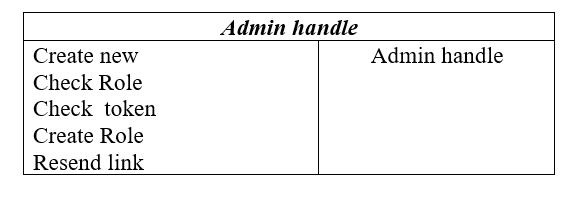 Admin handle
Create new
Check Role
Check  token
Create Role
Resend link
Admin handle